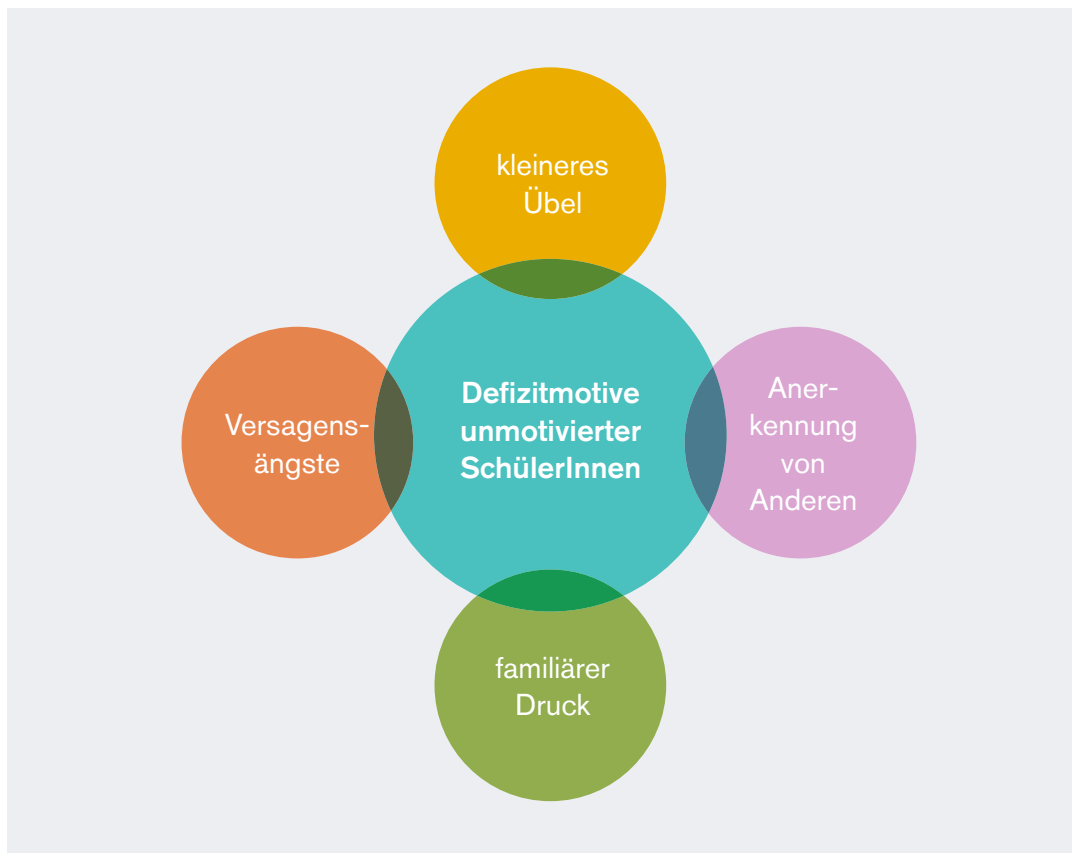 kleineres
Übel
Versagens-
ängste
Defizitmotive
unmotivierter
SchülerInnen
Aner-
kennung
von
Anderen
familiärer
Druck